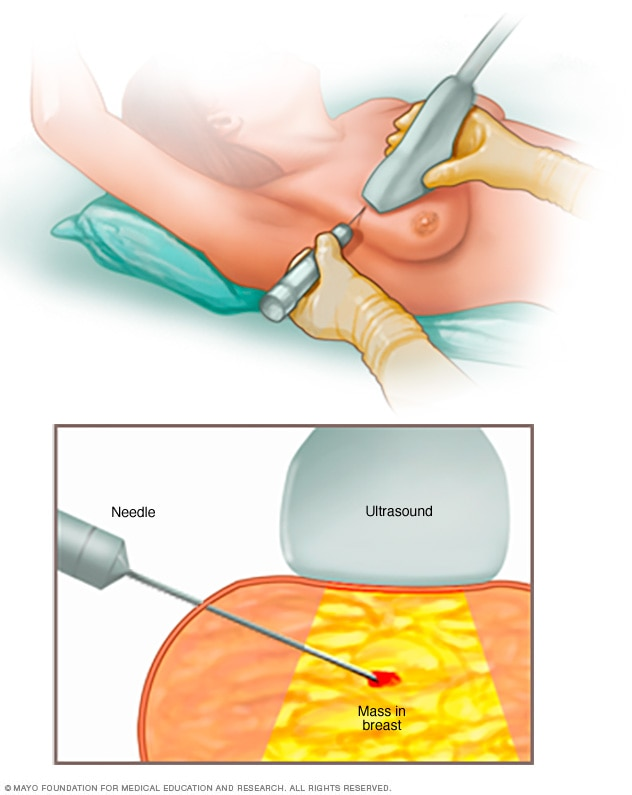 Needle
Ultrasound
Mass in
breast
© MAYO FOUNDATION FOR MEDICAL EDUCATION AND RESEARCH. ALL RIGHTS RESERVED.